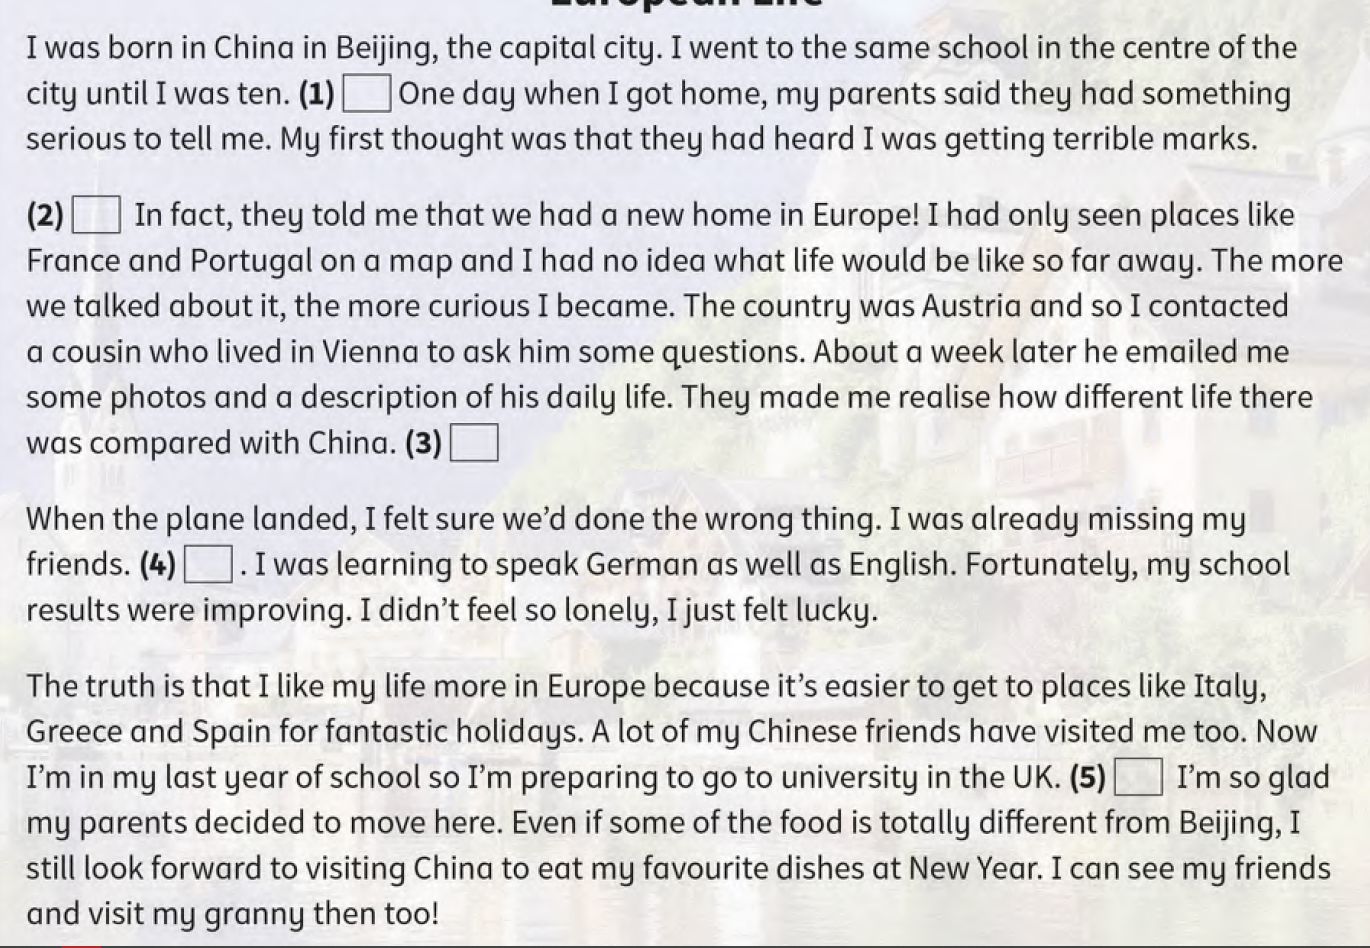 European Life
I was born in China in Beijing, the capital city. I went to the same school in the centre of the
city until I was ten. (1) One day when I got home, my parents said they had something
serious to tell me. My first thought was that they had heard I was getting terrible marks.
(2) In fact, they told me that we had a new home in Europe! I had only seen places like
France and Portugal on a map and I had no idea what life would be like so far away. The more
we talked about it, the more curious I became. The country was Austria and so I contacted
a cousin who lived in Vienna to ask him some questions. About a week later he emailed me
some photos and a description of his daily life. They made me realise how different life there
was compared with China. (3)
When the plane landed, I felt sure we’d done the wrong thing. I was already missing my
friends. (4) . I was learning to speak German as well as English. Fortunately, my school
results were improving. I didn’t feel so lonely, I just felt lucky.
The truth is that I like my life more in Europe because it’s easier to get to places like Italy,
Greece and Spain for fantastic holidays. A lot of my Chinese friends have visited me too. Now
I’m in my last year of school so I’m preparing to go to university in the UK. (5) I’m so glad
my parents decided to move here. Even if some of the food is totally different from Beijing, I
still look forward to visiting China to eat my favourite dishes at New Year. I can see my friends
and visit my granny then too!